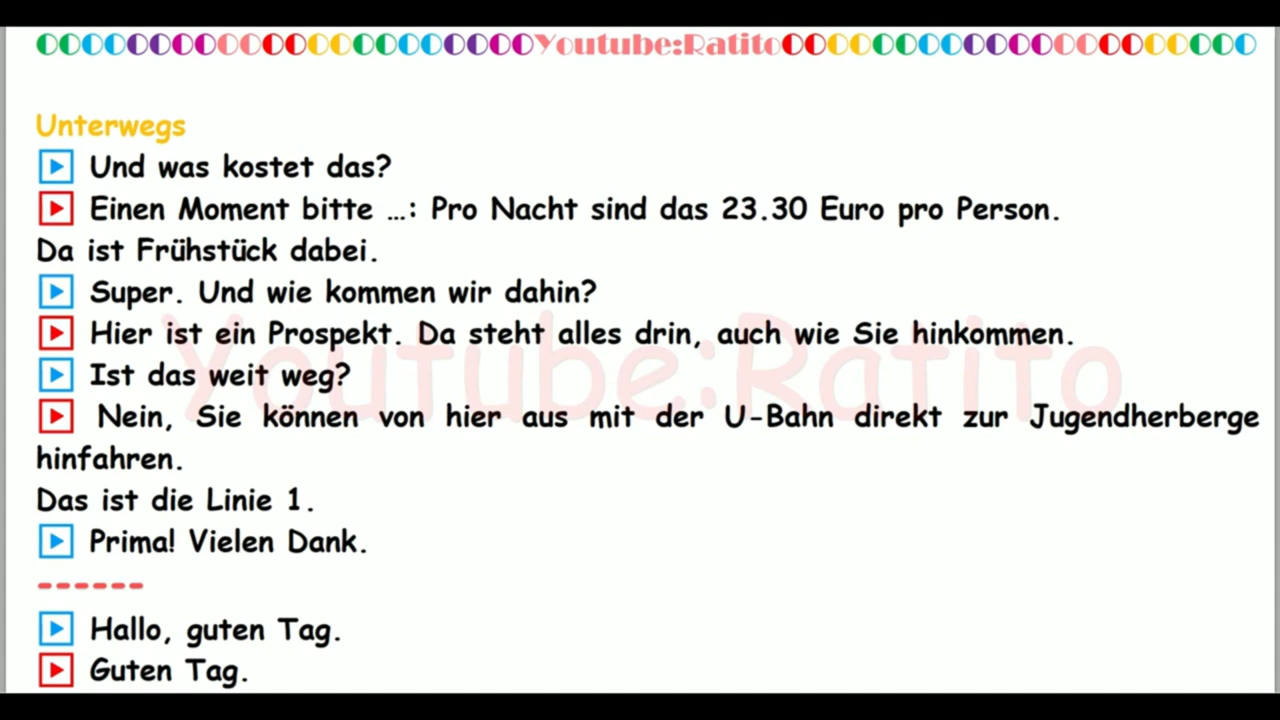 Youtube:Ratito
Unterwegs
Und was kostet das?
Einen Moment bitte …: Pro Nacht sind das 23.30 Euro pro Person.
Da ist Frühstück dabei.
Super. Und wie kommen wir dahin?
Hier ist ein Prospekt. Da steht alles drin, auch wie Sie hinkommen.
Youtube:Ratito
Ist das weit weg?
Nein, Sie können von hier aus mit der U-Bahn direkt zur Jugendherberge
hinfahren.
Das ist die Linie 1.
Prima! Vielen Dank.
------
Hallo, guten Tag.
Guten Tag.